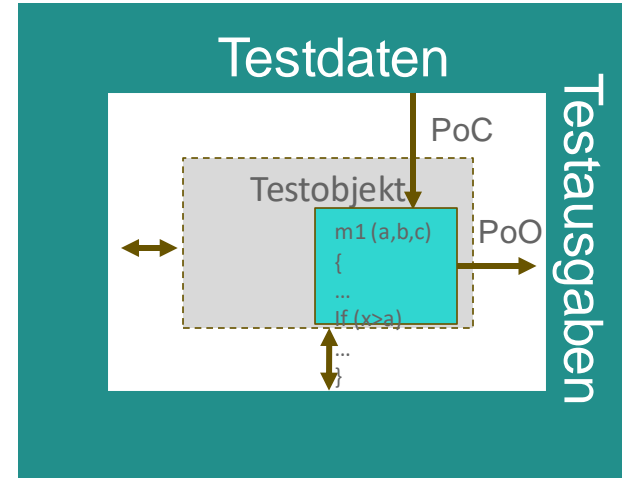 Testdaten
PoC
Testobjekt
m1 (a,b,c)
{
...
If (x>a)
...
}
PoO
Testausgaben